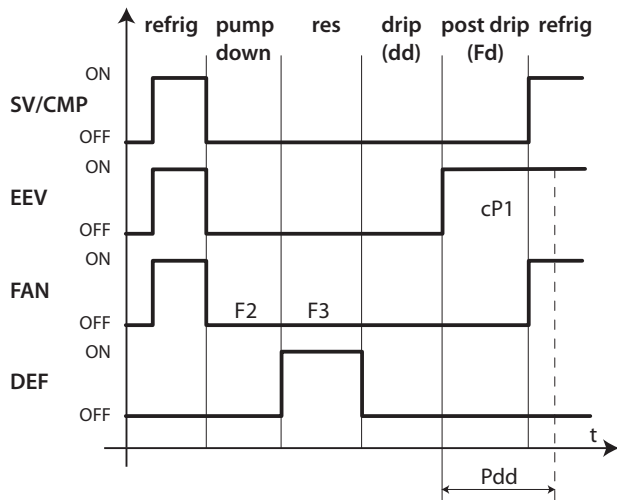 refrig pump down res drip (dd) post drip (Fd) refrig
ON
SV/CMP
OFF
ON
EEV
cP1
OFF
ON
FAN
F2 F3
OFF
ON
DEF
OFF
t
Pdd